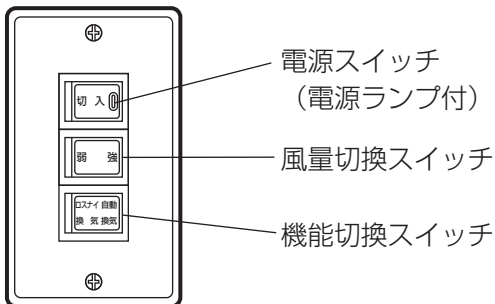 電源スイッチ
（電源ランプ付）
切 入
風量切換スイッチ
弱 強
機能切換スイッチ
ロスナイ 自動
換 気 換気